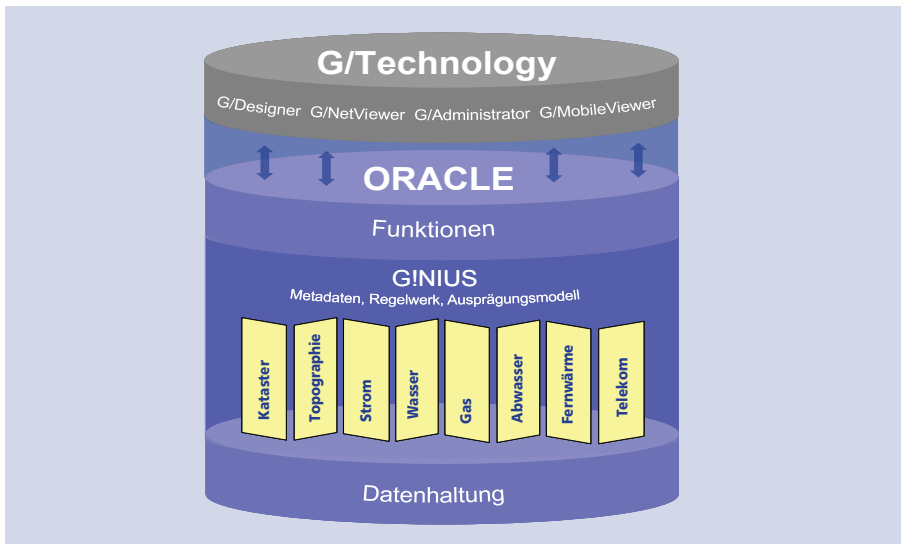 G/Technology
G/Designer G/NetViewer G/Administrator G/MobileViewer
ORACLE
Funktionen
G!NIUS
Metadaten, Regelwerk, Ausprägungsmodell
Kataster
Topographie
Strom
Wasser
Gas
Abwasser
Fernwärme
Telekom
Datenhaltung